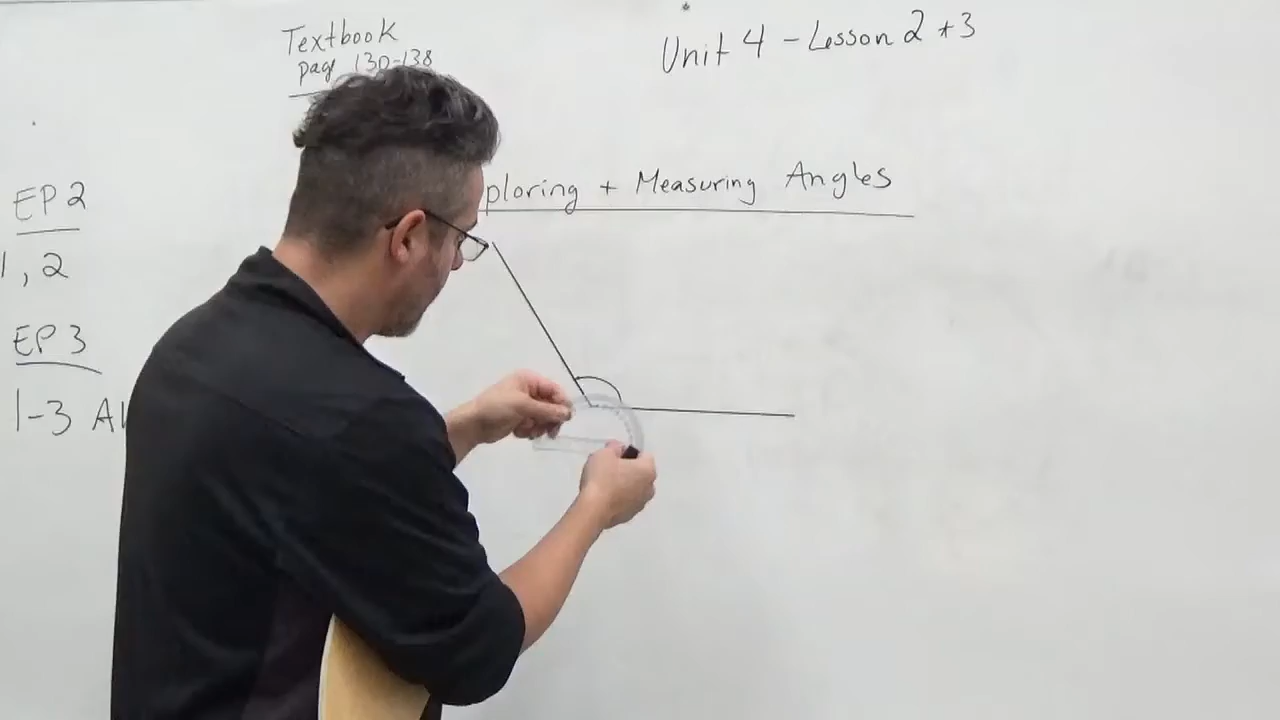 Textbook
page 130-138
Unit 4 - Lesson 2 + 3
ploring + Measuring Angles
EP 2
1, 2
EP 3
1-3